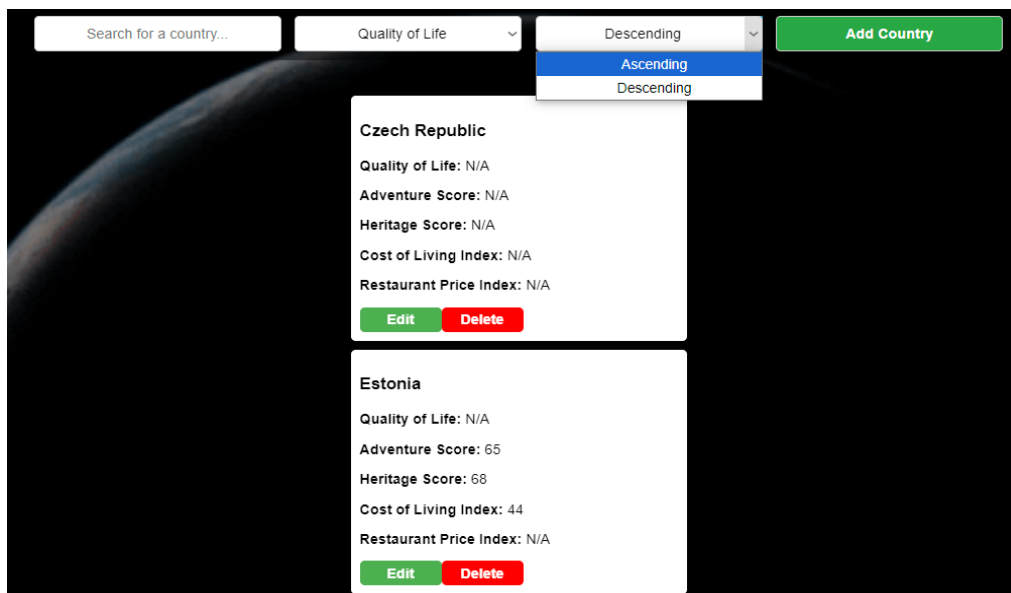 Search for a country...
Quality of Life
Descending
Add Country
Ascending
Descending
Czech Republic
Quality of Life: N/A
Adventure Score: N/A
Heritage Score: N/A
Cost of Living Index: N/A
Restaurant Price Index: N/A
Edit
Delete
Estonia
Quality of Life: N/A
Adventure Score: 65
Heritage Score: 68
Cost of Living Index: 44
Restaurant Price Index: N/A
Edit
Delete